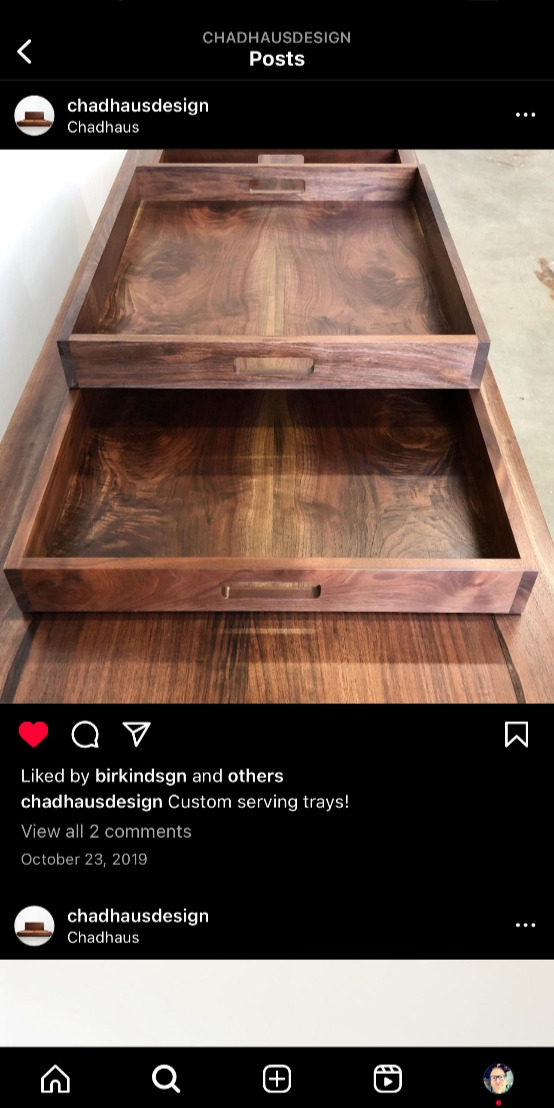 CHADHAUSDESIGN
Posts
chadhausdesign
Chadhaus
Liked by birkindsgn and others
chadhausdesign Custom serving trays!
View all 2 comments
October 23, 2019
chadhausdesign
Chadhaus